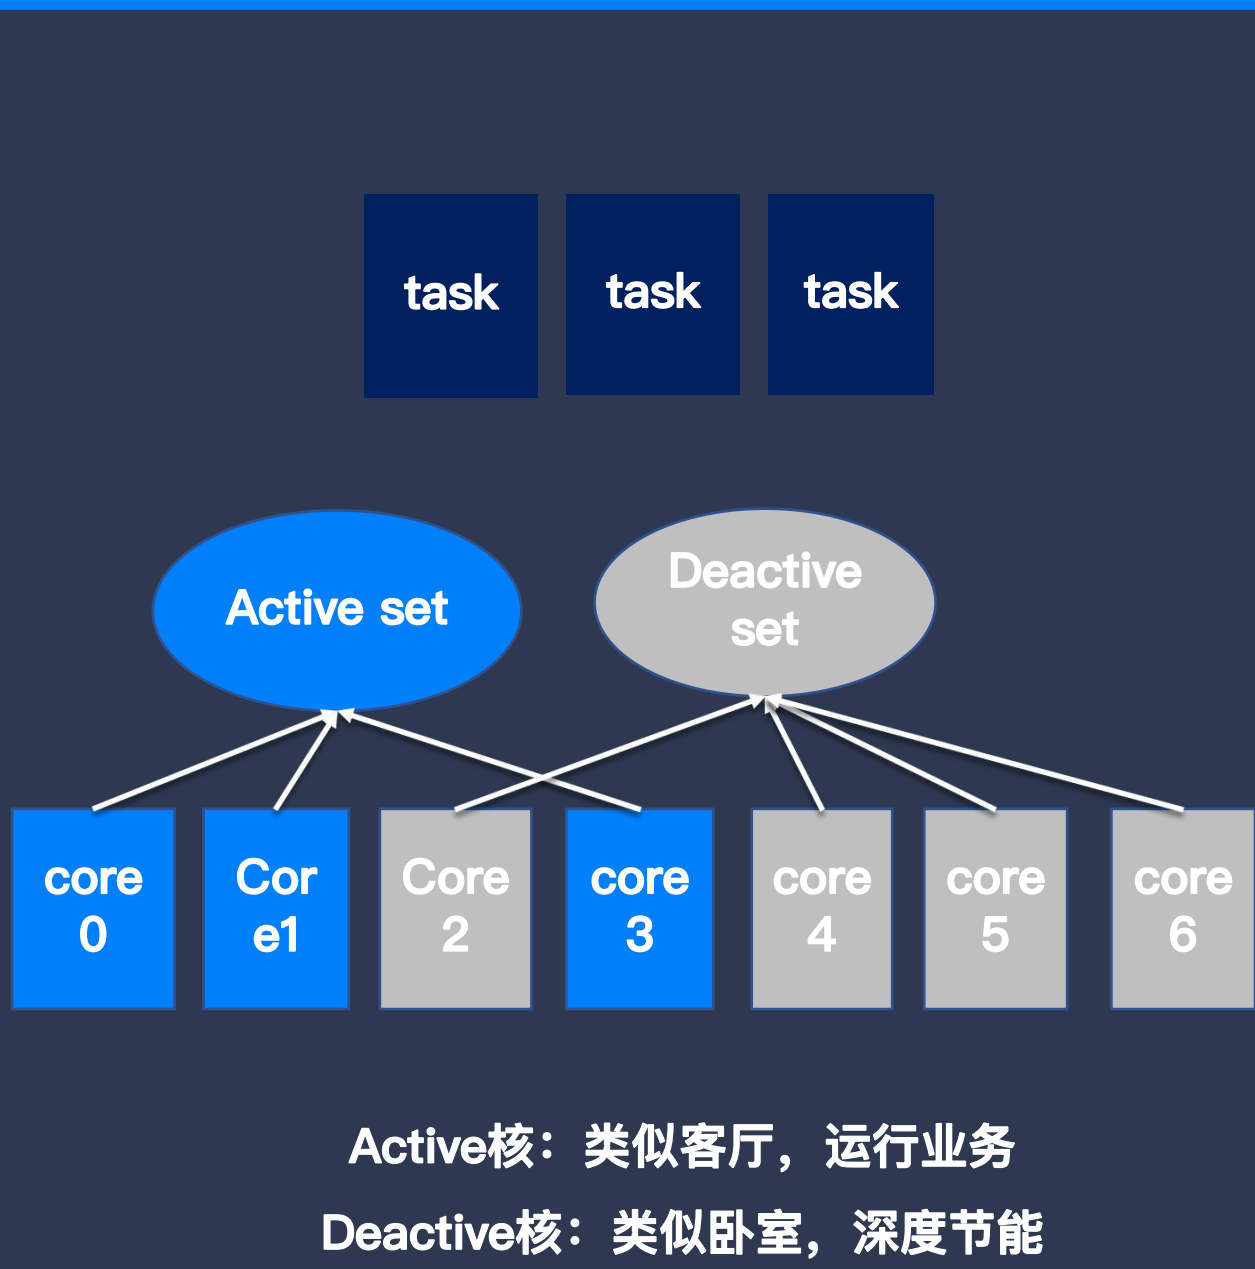 task
task
task
Active set
Deactive
set
core
0
Cor
e1
Core
2
core
3
core
4
core
5
core
6
Active核：类似客厅，运行业务
Deactive核：类似卧室，深度节能